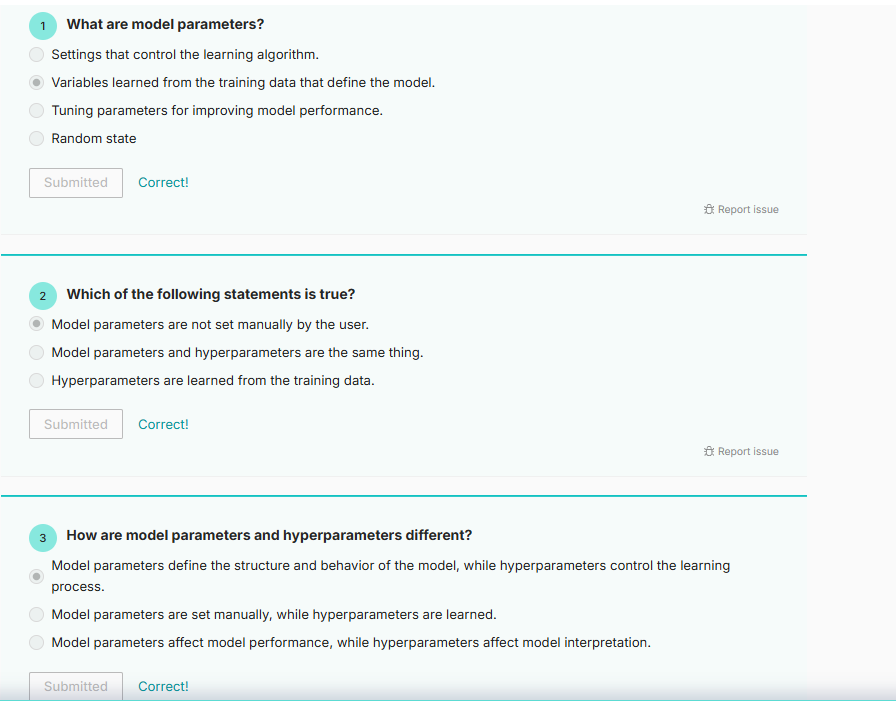 1 What are model parameters?
Settings that control the learning algorithm.
Variables learned from the training data that define the model.
Tuning parameters for improving model performance.
Random state
Submitted Correct!
Report issue
2 Which of the following statements is true?
Model parameters are not set manually by the user.
Model parameters and hyperparameters are the same thing.
Hyperparameters are learned from the training data.
Submitted Correct!
Report issue
3 How are model parameters and hyperparameters different?
Model parameters define the structure and behavior of the model, while hyperparameters control the learning
process.
Model parameters are set manually, while hyperparameters are learned.
Model parameters affect model performance, while hyperparameters affect model interpretation.
Submitted Correct!